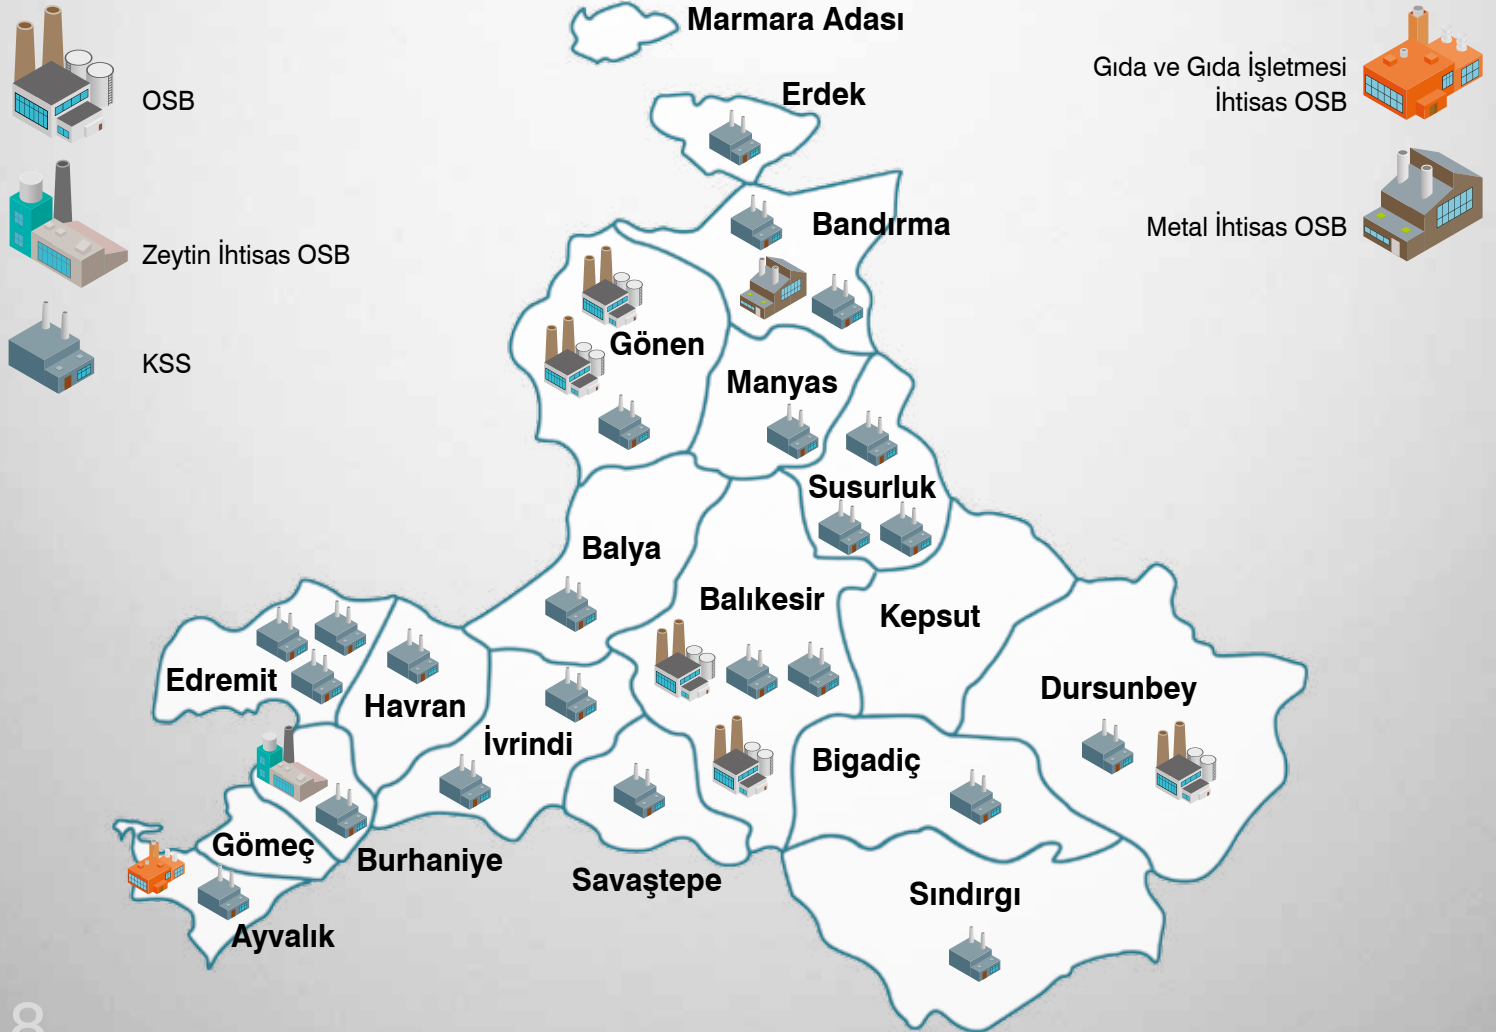 Marmara Adası
OSB
Gıda ve Gıda İşletmesi
İhtisas OSB
Zeytin İhtisas OSB
Metal İhtisas OSB
KSS
Erdek
Bandırma
Gönen
Manyas
Susurluk
Balya
Balıkesir
Kepsut
Edremit
Havran
İvrindi
Dursunbey
Bigadiç
Gömeç
Burhaniye
Savaştepe
Sındırgı
Ayvalık
8